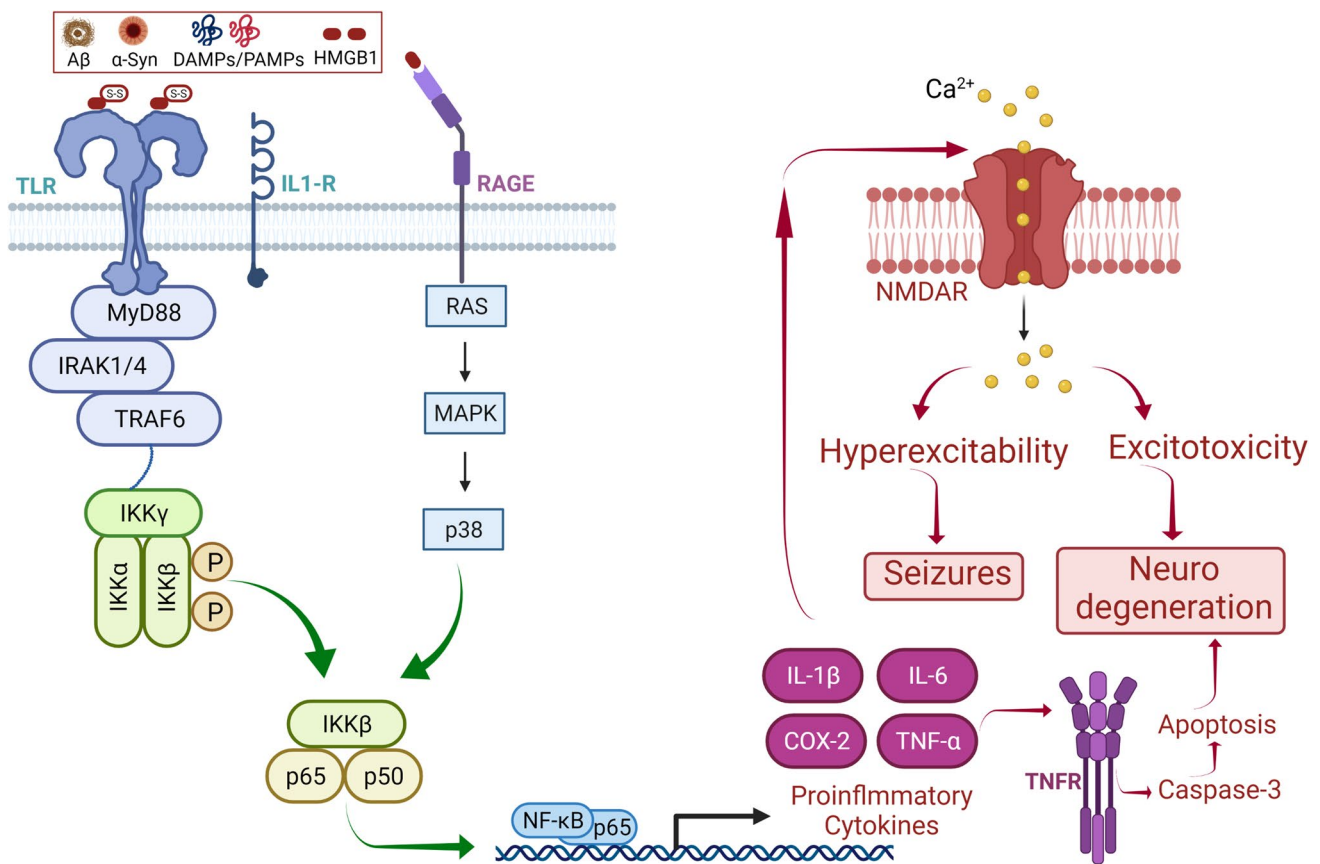 Aβ
α-Syn
DAMPs/PAMPs
HMGB1
S-S
S-S
TLR
IL1-R
RAGE
MyD88
IRAK1/4
TRAF6
IKKγ
IKKα
IKKβ
P
P
RAS
MAPK
p38
IKKβ
p65
p50
NF-κB
p65
Ca²⁺
NMDAR
Hyperexcitability
Excitotoxicity
Seizures
Neuro
degeneration
IL-1β
IL-6
COX-2
TNF-α
Proinflmmatory
Cytokines
TNFR
Caspase-3
Apoptosis